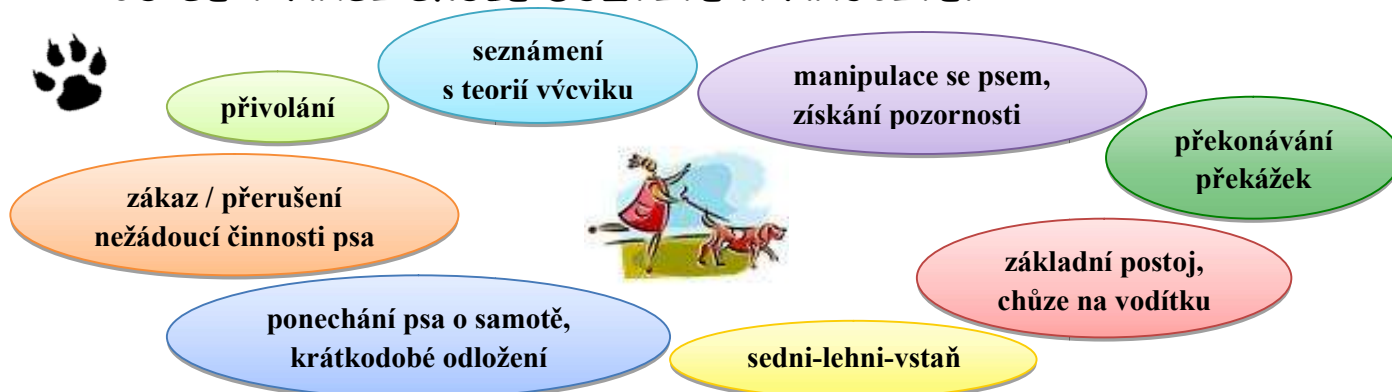 seznámení
s teorií výcviku
manipulace se psem,
získání pozornosti
přivolání
překonávání
překážek
zákaz / přerušení
nežádoucí činnosti psa
základní postoj,
chůze na vodítku
ponechání psa o samotě,
krátkodobé odložení
sedni-lehni-vstaň